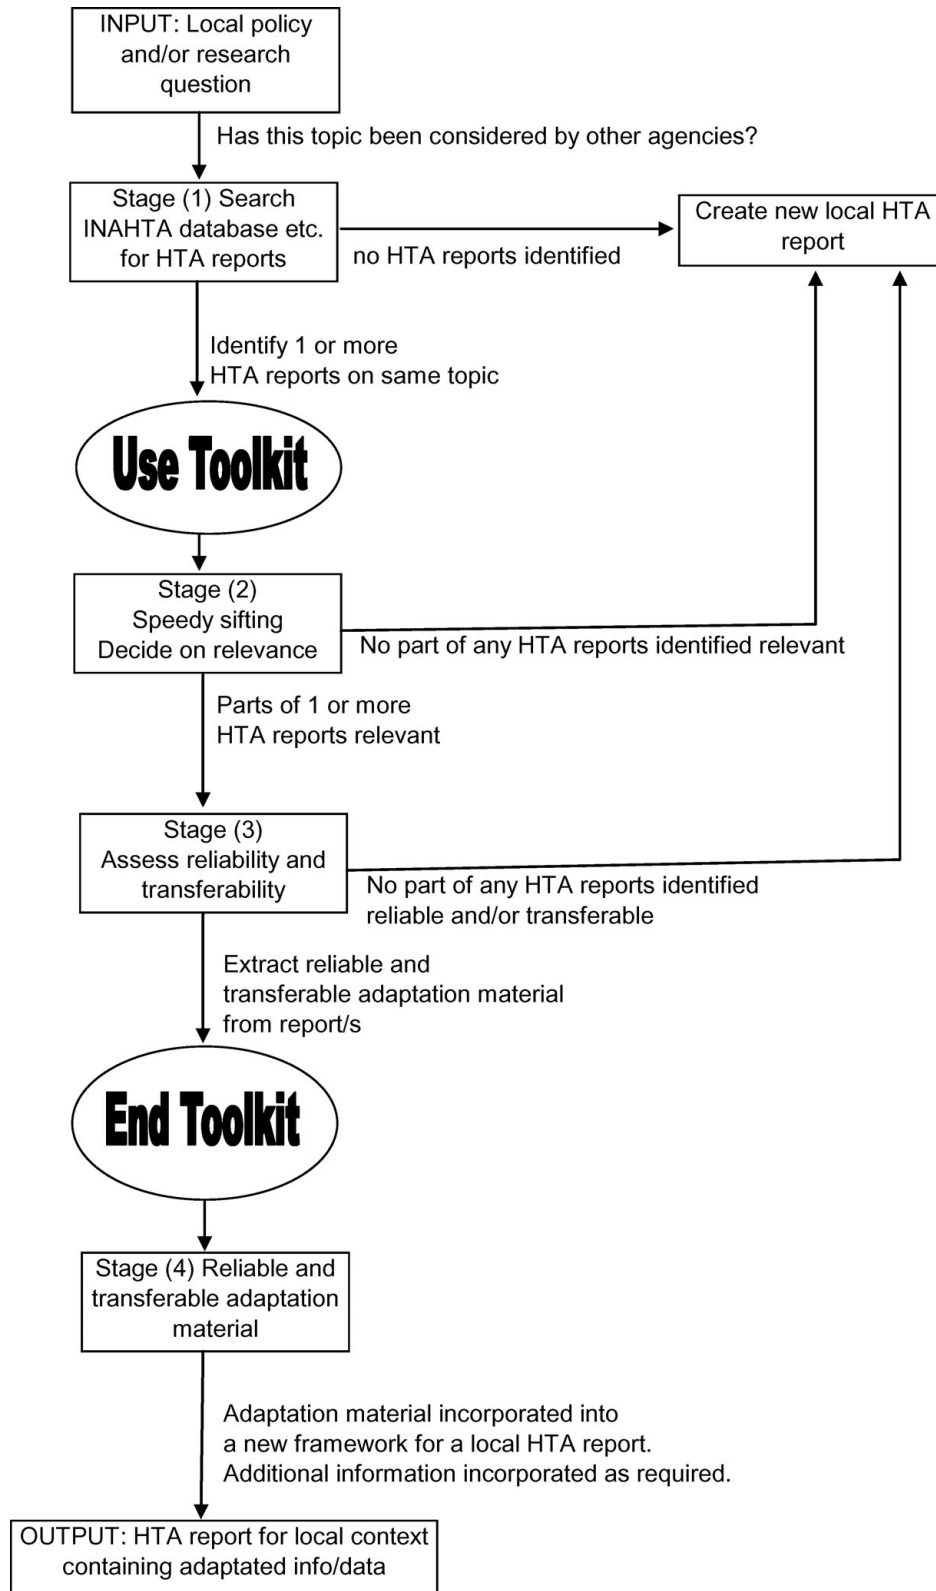 INPUT: Local policy
and/or research
question
Has this topic been considered by other agencies?
Stage (1) Search
INAHTA database etc.
for HTA reports
no HTA reports identified
Create new local HTA
report
Identify 1 or more
HTA reports on same topic
Use Toolkit
Stage (2)
Speedy sifting
Decide on relevance
No part of any HTA reports identified relevant
Parts of 1 or more
HTA reports relevant
Stage (3)
Assess reliability and
transferability
No part of any HTA reports identified
reliable and/or transferable
Extract reliable and
transferable adaptation material
from report/s
End Toolkit
Stage (4) Reliable and
transferable adaptation
material
Adaptation material incorporated into
a new framework for a local HTA report.
Additional information incorporated as required.
OUTPUT: HTA report for local context
containing adaptated info/data